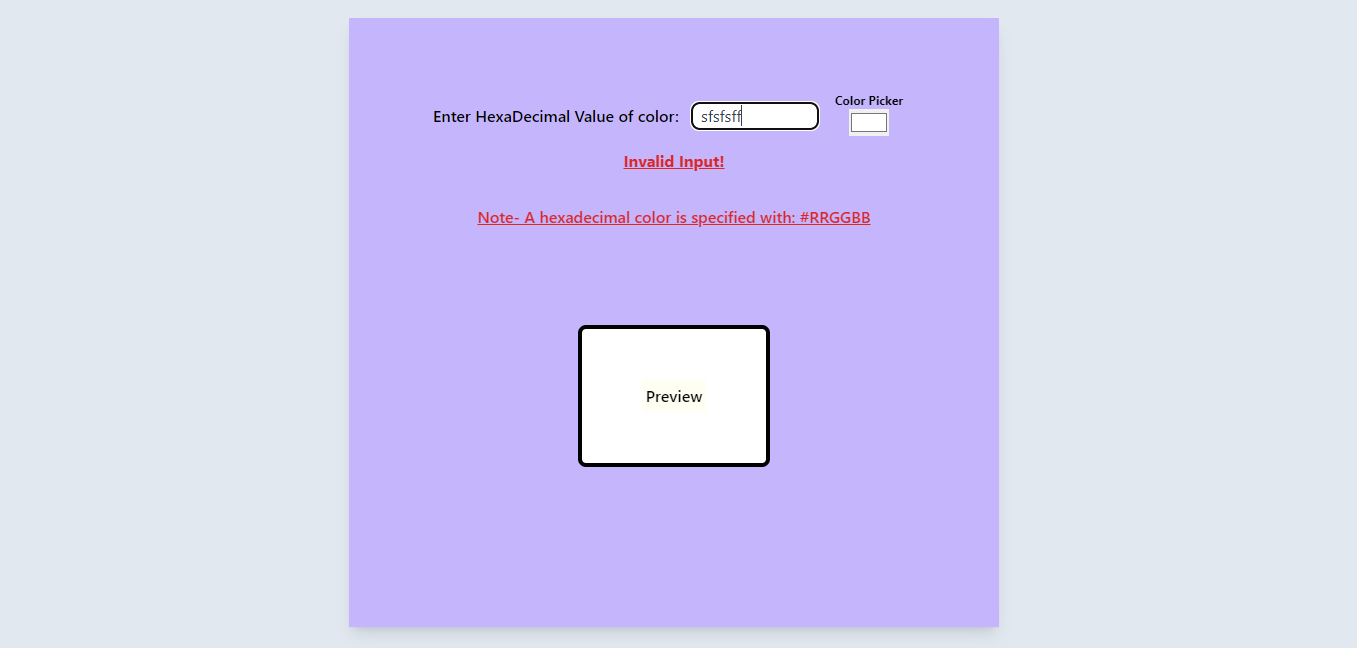 Color Picker
Enter HexaDecimal Value of color: sfsfsff
Invalid Input!
Note- A hexadecimal color is specified with: #RRGGBB
Preview